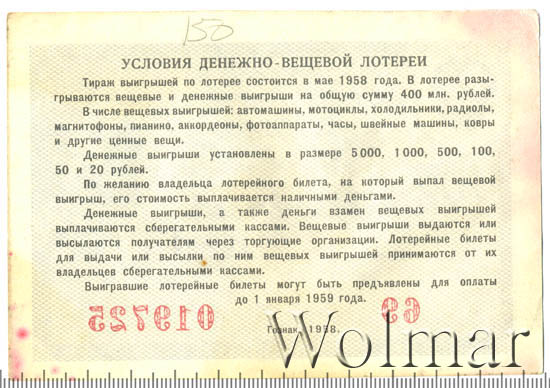 150
УСЛОВИЯ ДЕНЕЖНО-ВЕЩЕВОЙ ЛОТЕРЕИ
Тираж выигрышей по лотерее состоится в мае 1958 года. В лотерее разы-
грываются вещевые и денежные выигрыши на общую сумму 400 млн. рублей.
В числе вещевых выигрышей: автомашины, мотоциклы, холодильники, радиолы,
магнитофоны, пианино, аккордеоны, фотоаппараты, часы, швейные машины, ковры
и другие ценные вещи.
Денежные выигрыши установлены в размере 5000, 1000, 500, 100,
50 и 20 рублей.
По желанию владельца лотерейного билета, на который выпал вещевой
выигрыш, его стоимость выплачивается наличными деньгами.
Денежные выигрыши, а также деньги взамен вещевых выигрышей
выплачиваются сберегательными кассами. Вещевые выигрыши выдаются или
высылаются получателям через торгующие организации. Лотерейные билеты
для выдачи или высылки по ним вещевых выигрышей принимаются от их
владельцев сберегательными кассами.
Выигравшие лотерейные билеты могут быть предъявлены для оплаты
до 1 января 1959 года.
019725
63
Гознак. 1958.
Wolmar